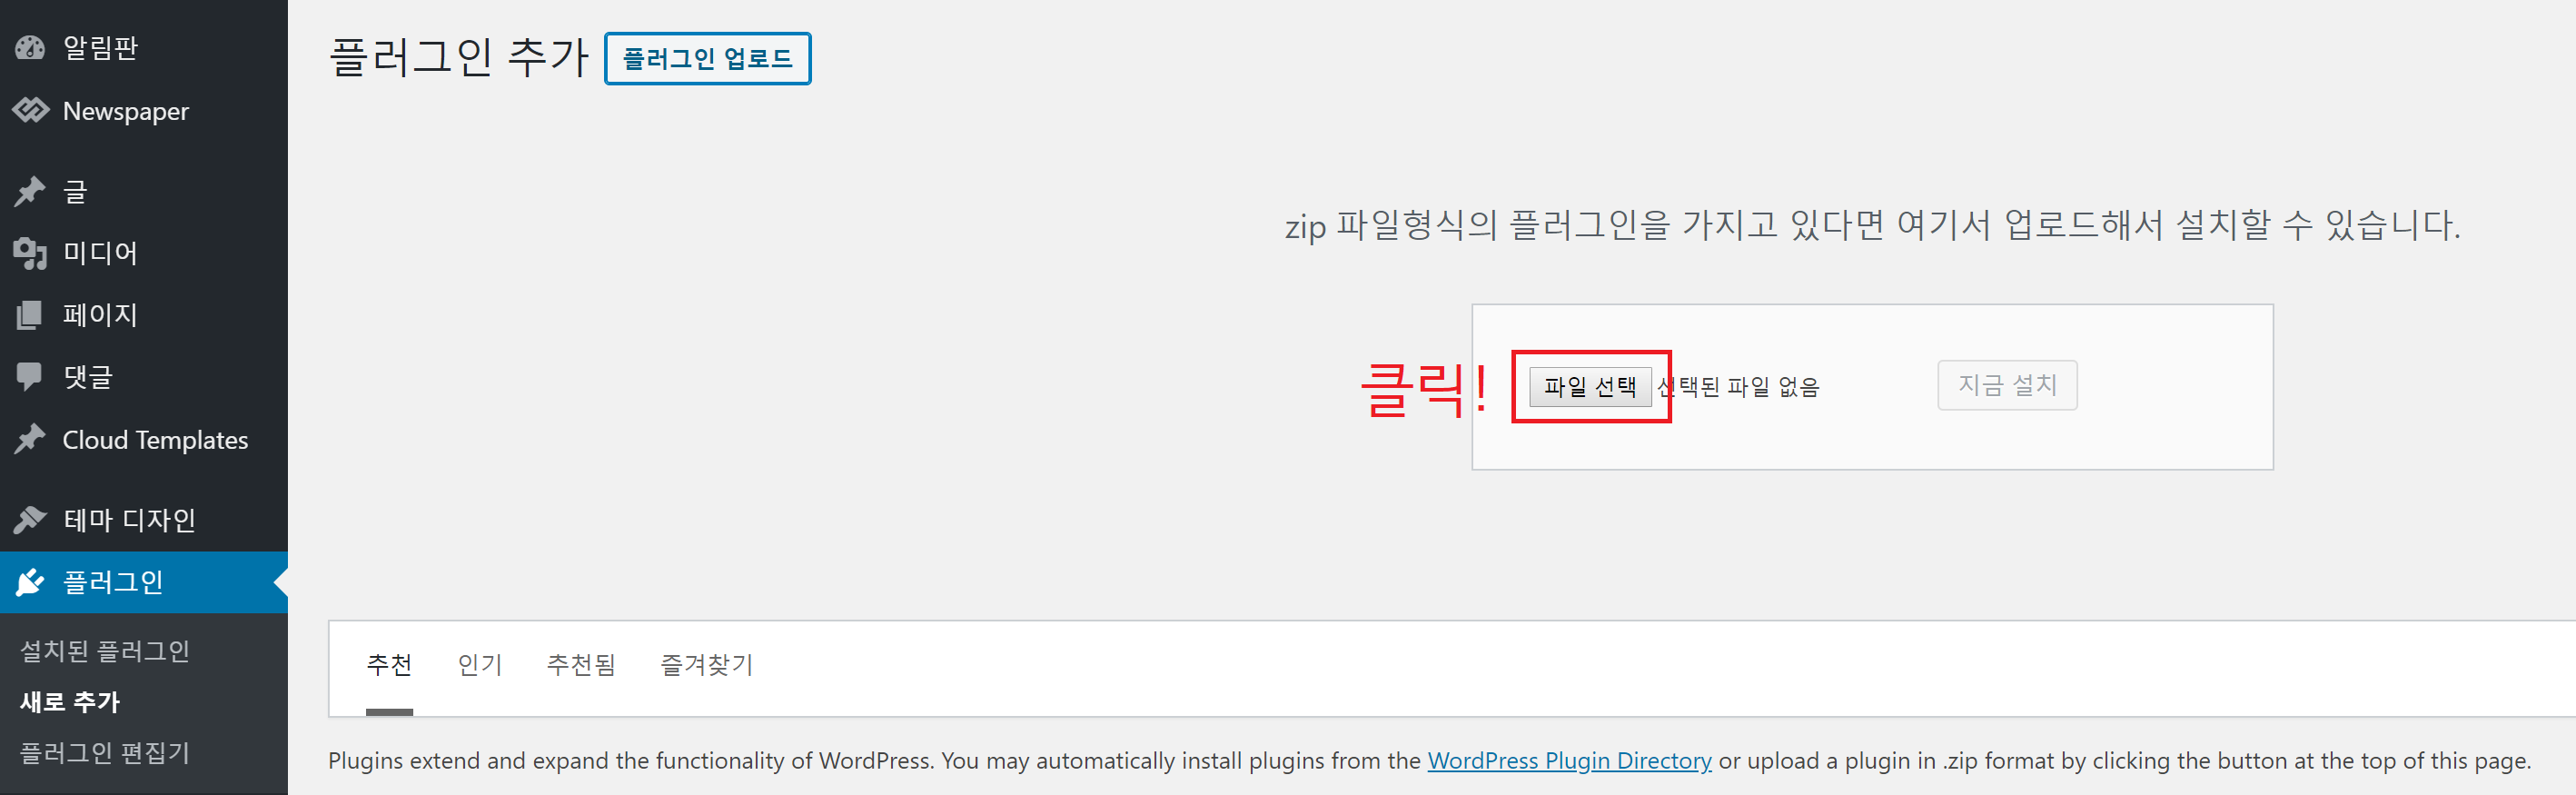 알림판
Newspaper
글
미디어
페이지
댓글
Cloud Templates
테마 디자인
플러그인
설치된 플러그인
새로 추가
플러그인 편집기
플러그인 추가 플러그인 업로드
zip 파일형식의 플러그인을 가지고 있다면 여기서 업로드해서 설치할 수 있습니다.
클릭! 파일 선택 선택된 파일 없음 지금 설치
추천 인기 추천됨 즐겨찾기
Plugins extend and expand the functionality of WordPress. You may automatically install plugins from the WordPress Plugin Directory or upload a plugin in .zip format by clicking the button at the top of this page.